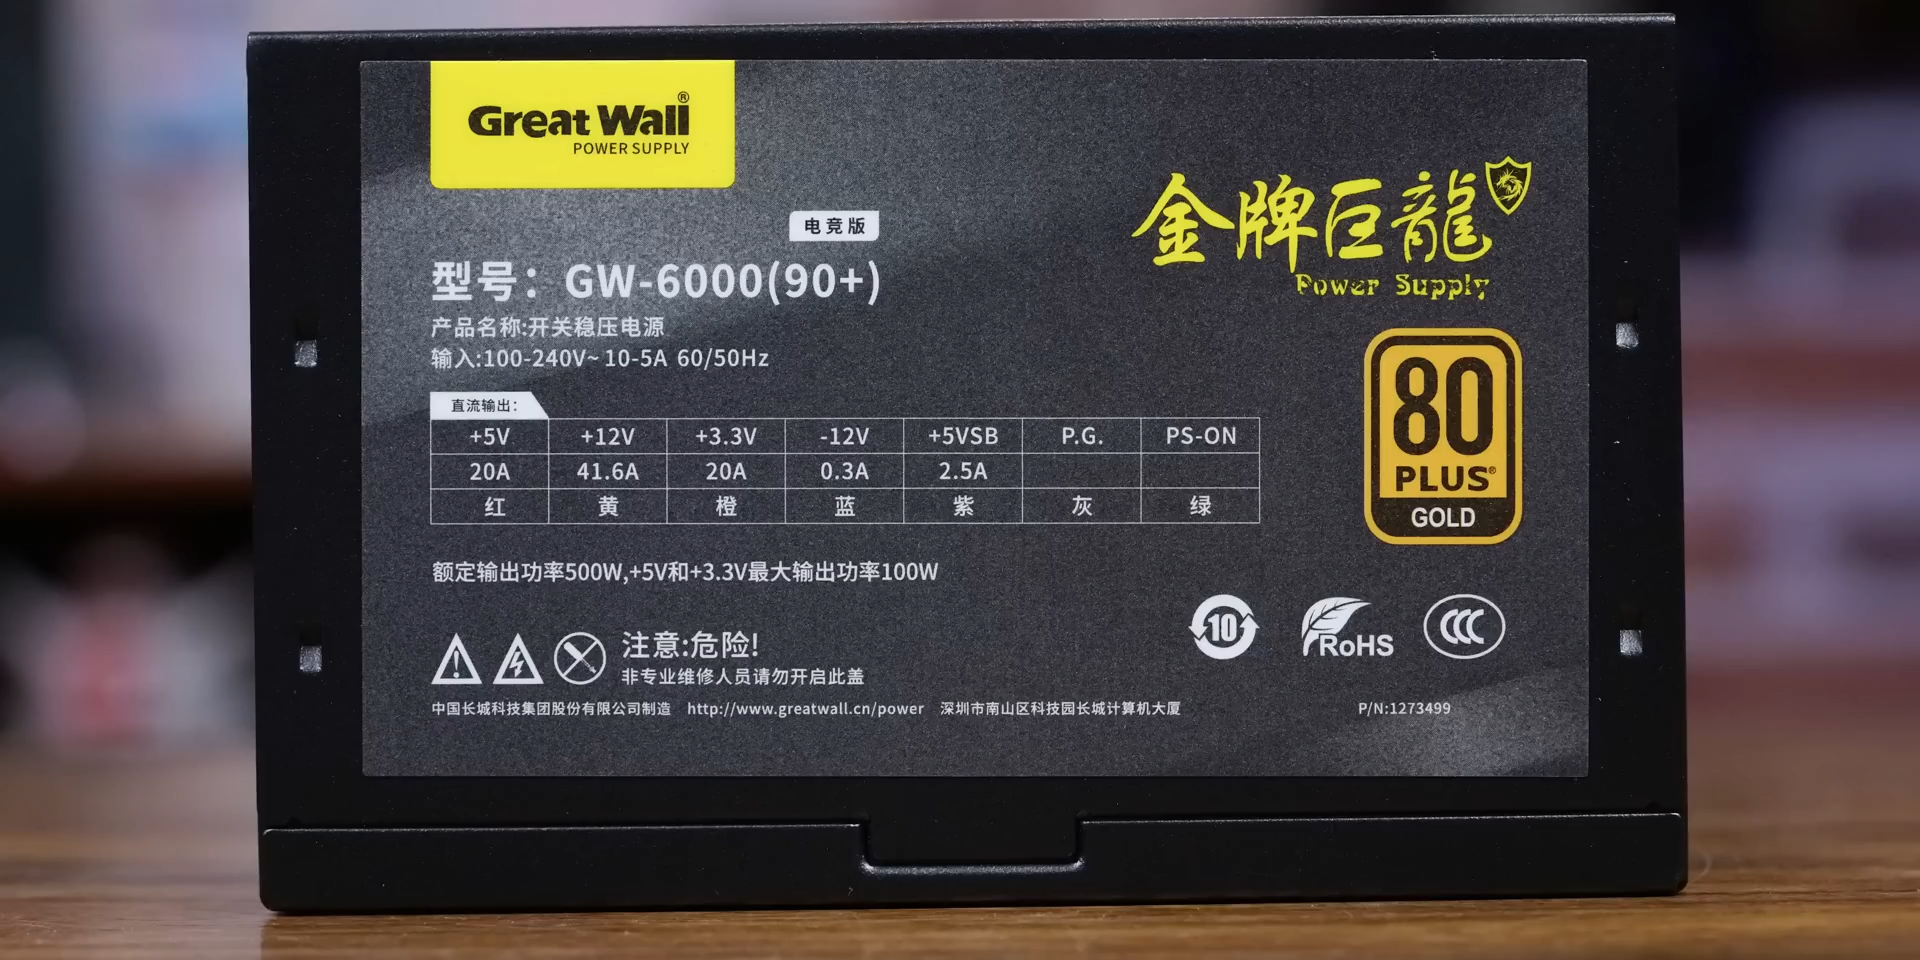 Great Wall®
POWER SUPPLY
金牌巨龍
Power Supply
电竞版
型号：GW-6000(90+)
产品名称:开关稳压电源
输入:100-240V~ 10-5A 60/50Hz
直流输出:
+5V +12V +3.3V -12V +5VSB P.G. PS-ON
20A 41.6A 20A 0.3A 2.5A
红 黄 橙 蓝 紫 灰 绿
80
PLUS®
GOLD
额定输出功率500W,+5V和+3.3V最大输出功率100W
10
RoHS
CCC
注意:危险!
非专业维修人员请勿开启此盖
中国长城科技集团股份有限公司制造 http://www.greatwall.cn/power 深圳市南山区科技园长城计算机大厦 P/N:1273499